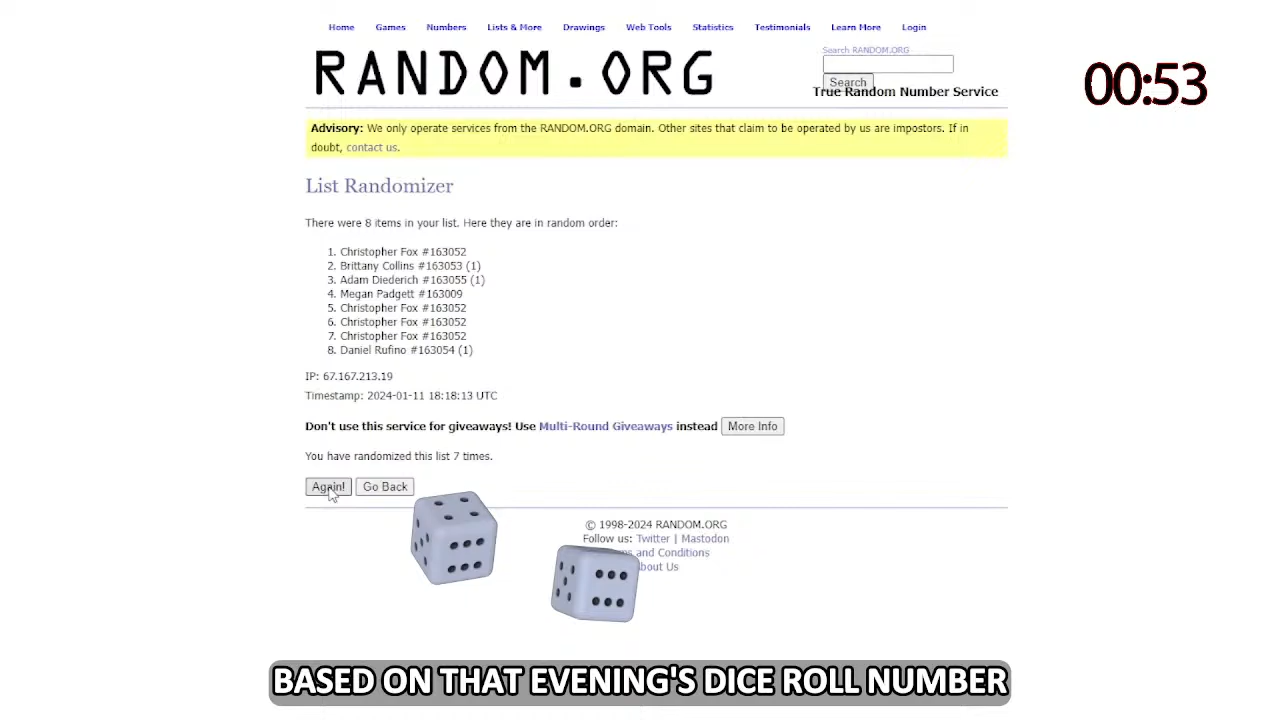 Home Games Numbers Lists & More Drawings Web Tools Statistics Testimonials Learn More Login
RANDOM.ORG
Search RANDOM.ORG
Search
True Random Number Service
00:53
Advisory: We only operate services from the RANDOM.ORG domain. Other sites that claim to be operated by us are impostors. If in
doubt, contact us.
List Randomizer
There were 8 items in your list. Here they are in random order:
1. Christopher Fox #163052
2. Brittany Collins #163053 (1)
3. Adam Diederich #163055 (1)
4. Megan Padgett #163009
5. Christopher Fox #163052
6. Christopher Fox #163052
7. Christopher Fox #163052
8. Daniel Rufino #163054 (1)
IP: 67.167.213.19
Timestamp: 2024-01-11 18:18:13 UTC
Don't use this service for giveaways! Use Multi-Round Giveaways instead More Info
You have randomized this list 7 times.
Again! Go Back
© 1998-2024 RANDOM.ORG
Follow us: Twitter | Mastodon
and Conditions
Us
BASED ON THAT EVENING'S DICE ROLL NUMBER